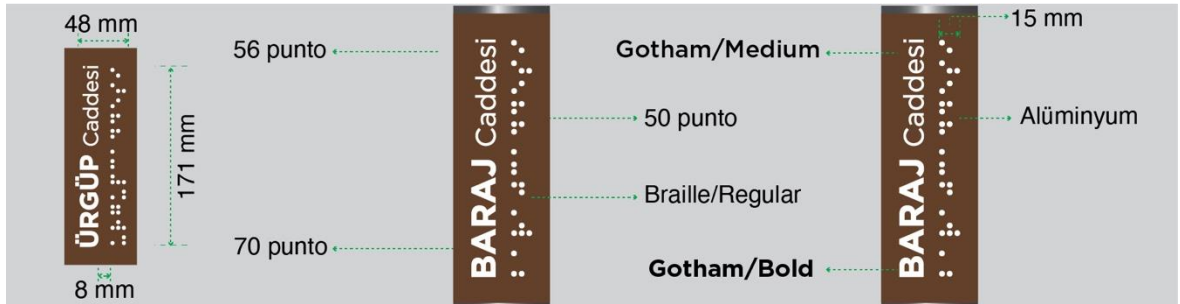 48 mm
ÜRGÜP Caddesi
171 mm
8 mm
56 punto
70 punto
BARAJ Caddesi
50 punto
Braille/Regular
Gotham/Medium
Gotham/Bold
BARAJ Caddesi
15 mm
Alüminyum